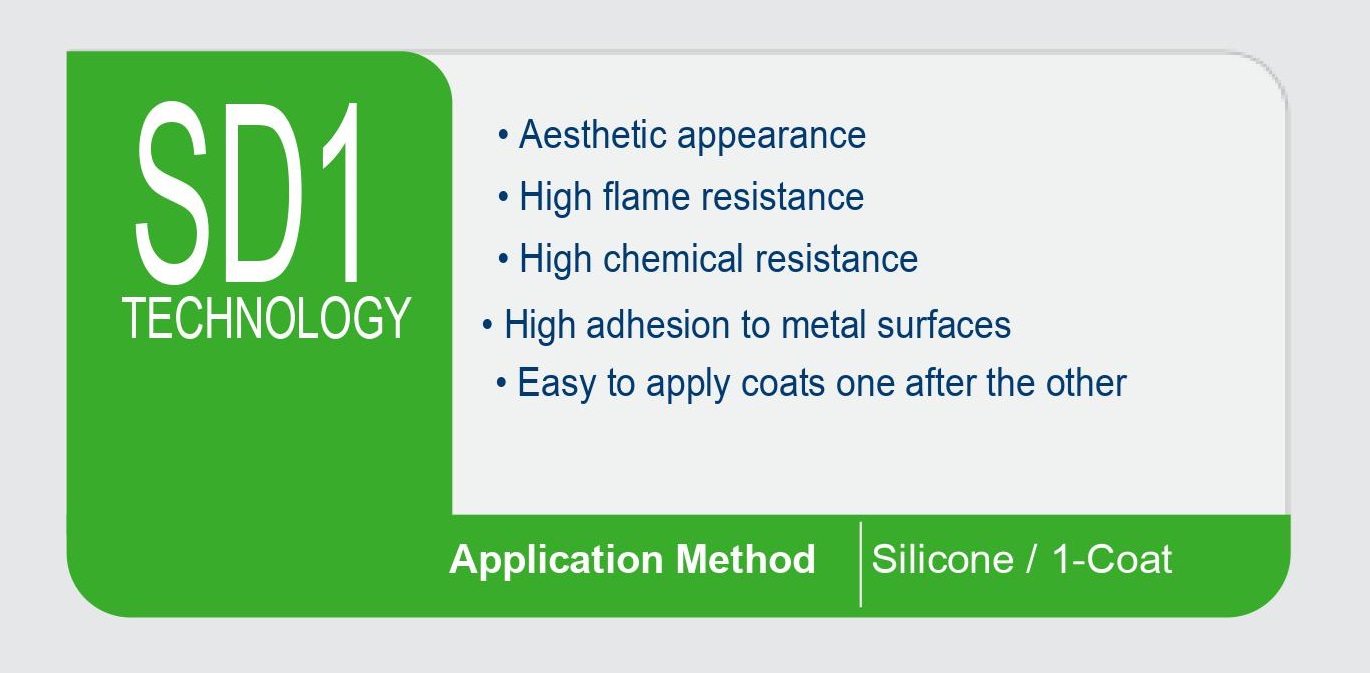 SD1
TECHNOLOGY
• Aesthetic appearance
• High flame resistance
• High chemical resistance
• High adhesion to metal surfaces
• Easy to apply coats one after the other
Application Method
Silicone / 1-Coat